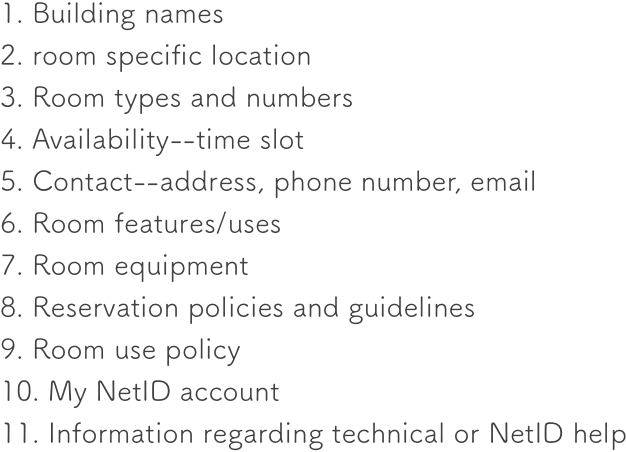 1. Building names
2. room specific location
3. Room types and numbers
4. Availability--time slot
5. Contact--address, phone number, email
6. Room features/uses
7. Room equipment
8. Reservation policies and guidelines
9. Room use policy
10. My NetID account
11. Information regarding technical or NetID help